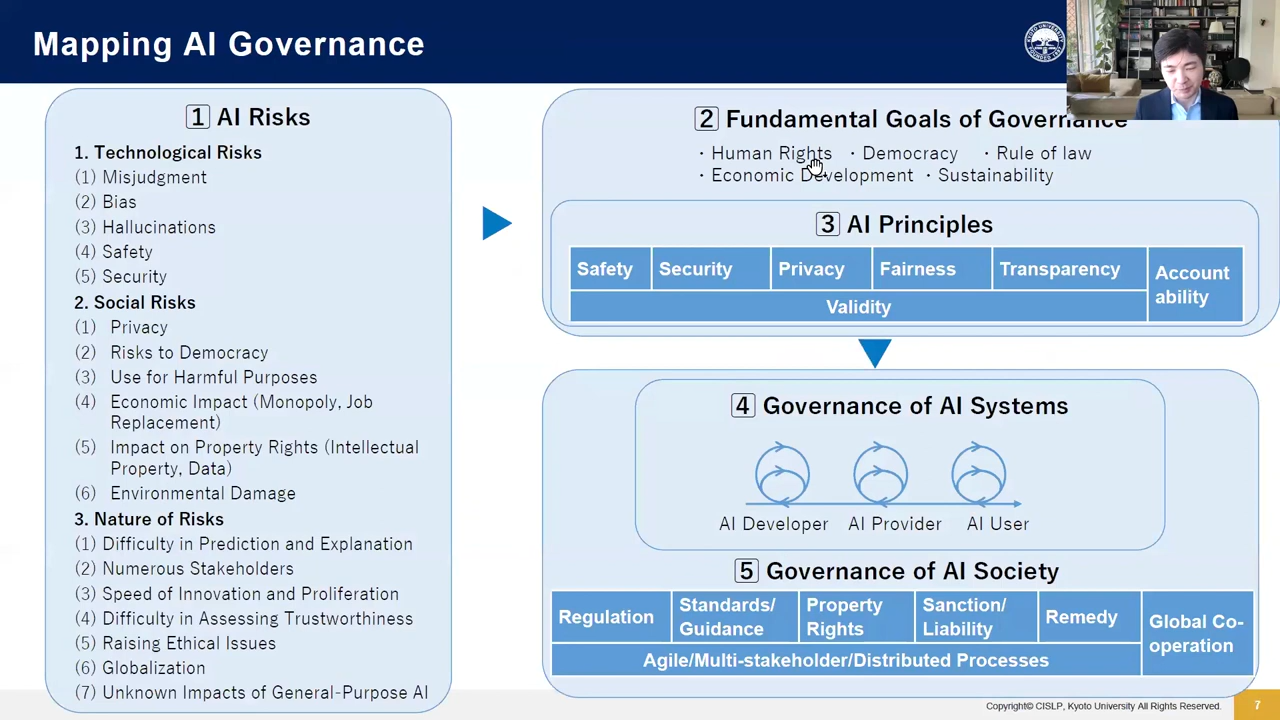 Mapping AI Governance
1 AI Risks
1. Technological Risks
(1) Misjudgment
(2) Bias
(3) Hallucinations
(4) Safety
(5) Security
2. Social Risks
(1) Privacy
(2) Risks to Democracy
(3) Use for Harmful Purposes
(4) Economic Impact (Monopoly, Job
Replacement)
(5) Impact on Property Rights (Intellectual
Property, Data)
(6) Environmental Damage
3. Nature of Risks
(1) Difficulty in Prediction and Explanation
(2) Numerous Stakeholders
(3) Speed of Innovation and Proliferation
(4) Difficulty in Assessing Trustworthiness
(5) Raising Ethical Issues
(6) Globalization
(7) Unknown Impacts of General-Purpose AI
2 Fundamental Goals of Governance
・Human Rights ・Democracy ・Rule of law
・Economic Development ・Sustainability
3 AI Principles
Safety Security Privacy Fairness Transparency
Account
ability
Validity
4 Governance of AI Systems
AI Developer AI Provider AI User
5 Governance of AI Society
Regulation
Standards/
Guidance
Property
Rights
Sanction/
Liability
Remedy
Global Co-
operation
Agile/Multi-stakeholder/Distributed Processes
Copyright© CISLP, Kyoto University All Rights Reserved.
7